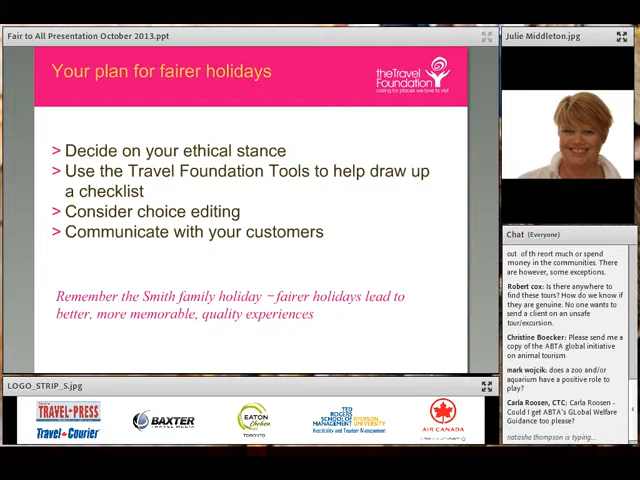 Fair to All Presentation October 2013.ppt
Your plan for fairer holidays
theTravel
Foundation
caring for places we love to visit
> Decide on your ethical stance
> Use the Travel Foundation Tools to help draw up
a checklist
> Consider choice editing
> Communicate with your customers
Remember the Smith family holiday – fairer holidays lead to
better, more memorable, quality experiences
Julie Middleton.jpg
Chat (Everyone)
out of th reort much or spend
money in the communities. There
are however, some exceptions.
Robert cox: Is there anywhere to
find these tours? How do we know if
they are genuine. No one wants to
send a client on an unsafe
tour/excursion.
Christine Boecker: Please send me a
copy of the ABTA global initiative
on animal tourism
mark wojcik: does a zoo and/or
aquarium have a positive role to
play?
Carla Roosen, CTC: Carla Roosen -
Could I get ABTA's Global Welfare
Guidance too please?
natasha thompson is typing...
LOGO_STRIP_5.jpg
TRAVEL PRESS
Travel Courier
BAXTER
TRAVEL MEDIA
EATON
Chelsea
TORONTO
TED
ROGERS
SCHOOL OF
MANAGEMENT
RYERSON
UNIVERSITY
Hospitality and Tourism Management
AIR CANADA